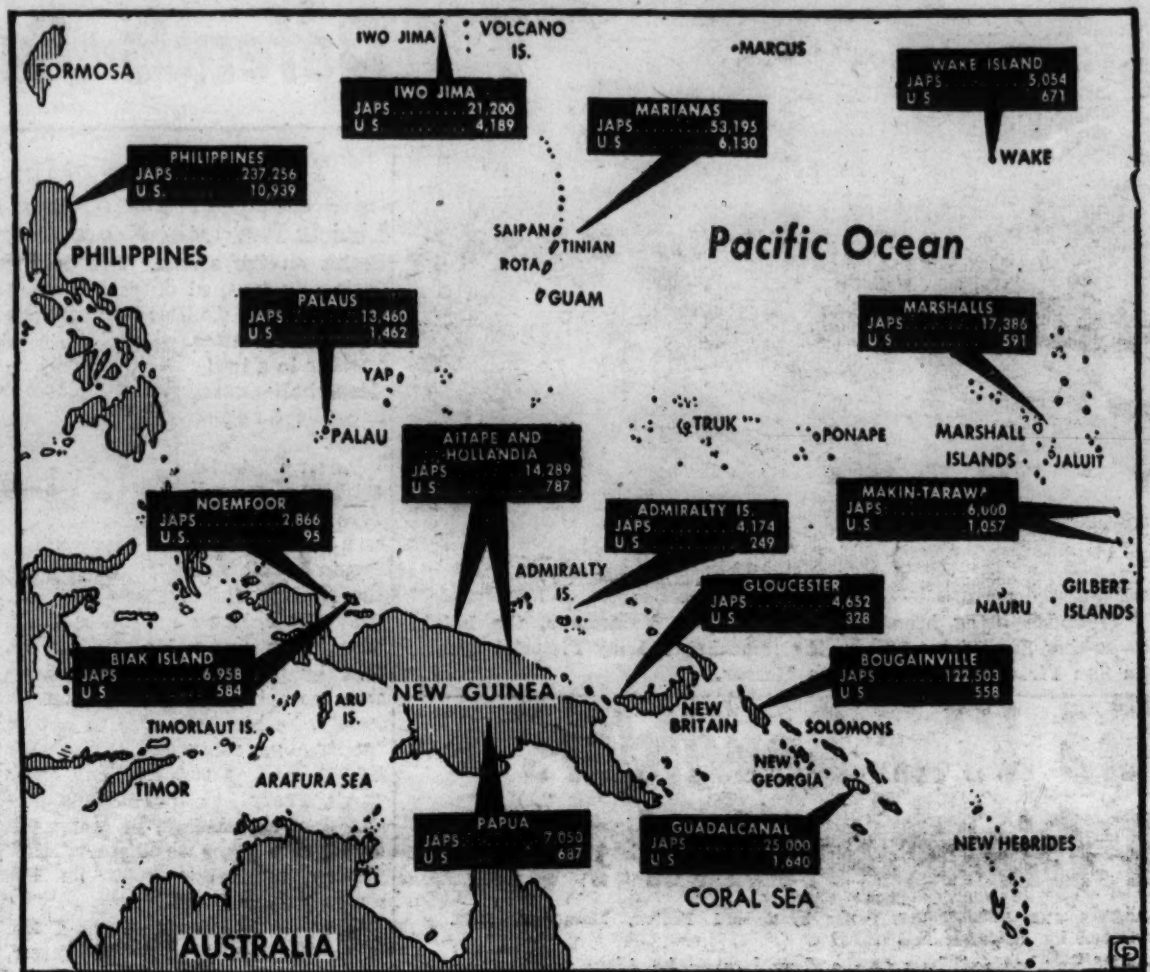 IWO JIMA
VOLCANO
IS.
MARCUS
FORMOSA
WAKE ISLAND
JAPS ........ 5,054
U S 671
IWO JIMA
JAPS ........ 21,200
U S ........ 4,189
MARIANAS
JAPS ........ 53,195
U S 6,130
WAKE
PHILIPPINES
JAPS ........ 237,256
U.S. ........ 10,939
SAIPAN
TINIAN
Pacific Ocean
PHILIPPINES
ROTA
GUAM
PALAUS
JAPS ........ 13,460
U S 1,462
MARSHALLS
JAPS ........ 17,386
U S 591
YAP
PALAU
TRUK
PONAPE
MARSHALL
ISLANDS
JALUIT
AITAPE AND
HOLLANDIA
JAPS ........ 14,289
U S 787
NOEMFOOR
JAPS ........ 2,866
U.S. 95
ADMIRALTY IS.
JAPS ........ 4,174
U S 249
MAKIN-TARAWA
JAPS ........ 6,000
U S 1,057
ADMIRALTY
IS.
GLOUCESTER
JAPS ........ 4,652
U S 328
NAURU
GILBERT
ISLANDS
BIAK ISLAND
JAPS ........ 6,958
U S 584
NEW GUINEA
BOUGAINVILLE
JAPS ........ 122,503
U S 558
ARU
IS.
NEW
BRITAIN
SOLOMONS
TIMORLAUT IS.
NEW
GEORGIA
TIMOR
ARAFURA SEA
PAPUA
JAPS ........ 7,050
U S 687
GUADALCANAL
JAPS ........ 25,000
U S 1,640
NEW HEBRIDES
CORAL SEA
AUSTRALIA
CP